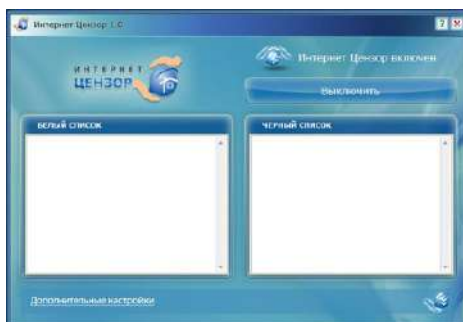 Интернет Цензор 1.0
ИНТЕРНЕТ
ЦЕНЗОР
Интернет Цензор включен
Выключить
БЕЛЫЙ СПИСОК
ЧЕРНЫЙ СПИСОК
Дополнительные настройки